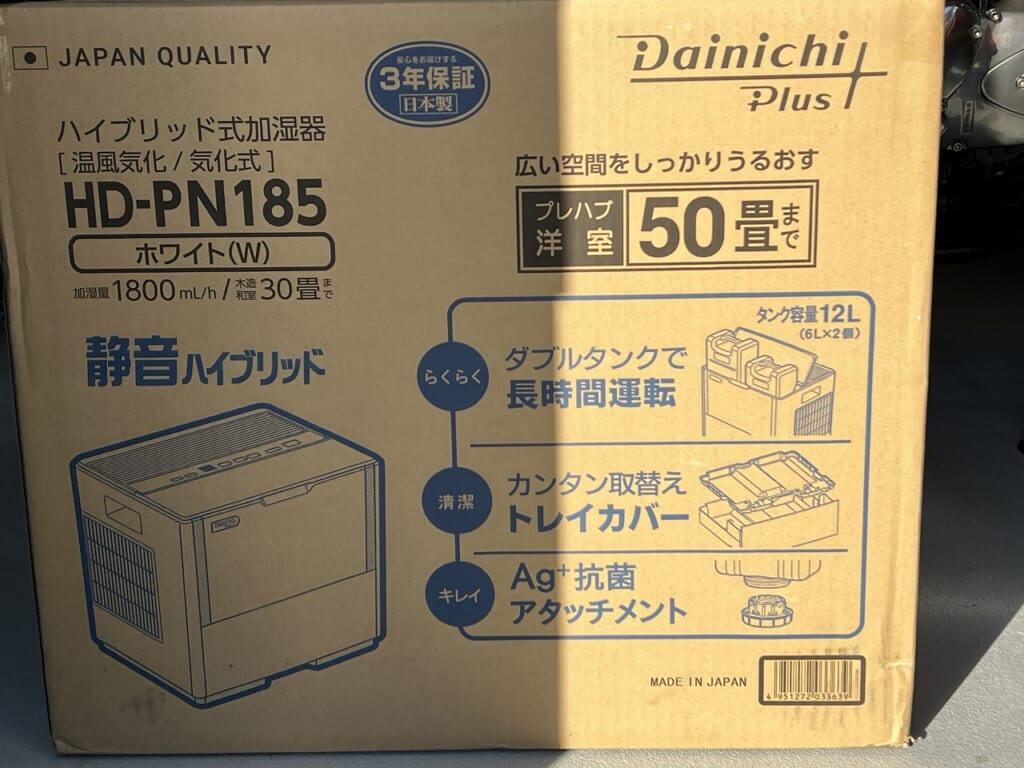 JAPAN QUALITY
安心をお届けする
3年保証
日本製
Dainichi
Plus
ハイブリッド式加湿器
[温風気化/気化式]
HD-PN185
ホワイト(W)
加湿量1800mL/h/木造和室30畳まで
広い空間をしっかりうるおす
プレハブ洋室50畳まで
静音ハイブリッド
タンク容量12L
(6L×2個)
らくらく
ダブルタンクで
長時間運転
清潔
カンタン取替え
トレイカバー
キレイ
Ag+抗菌
アタッチメント
MADE IN JAPAN
4 951272 033639